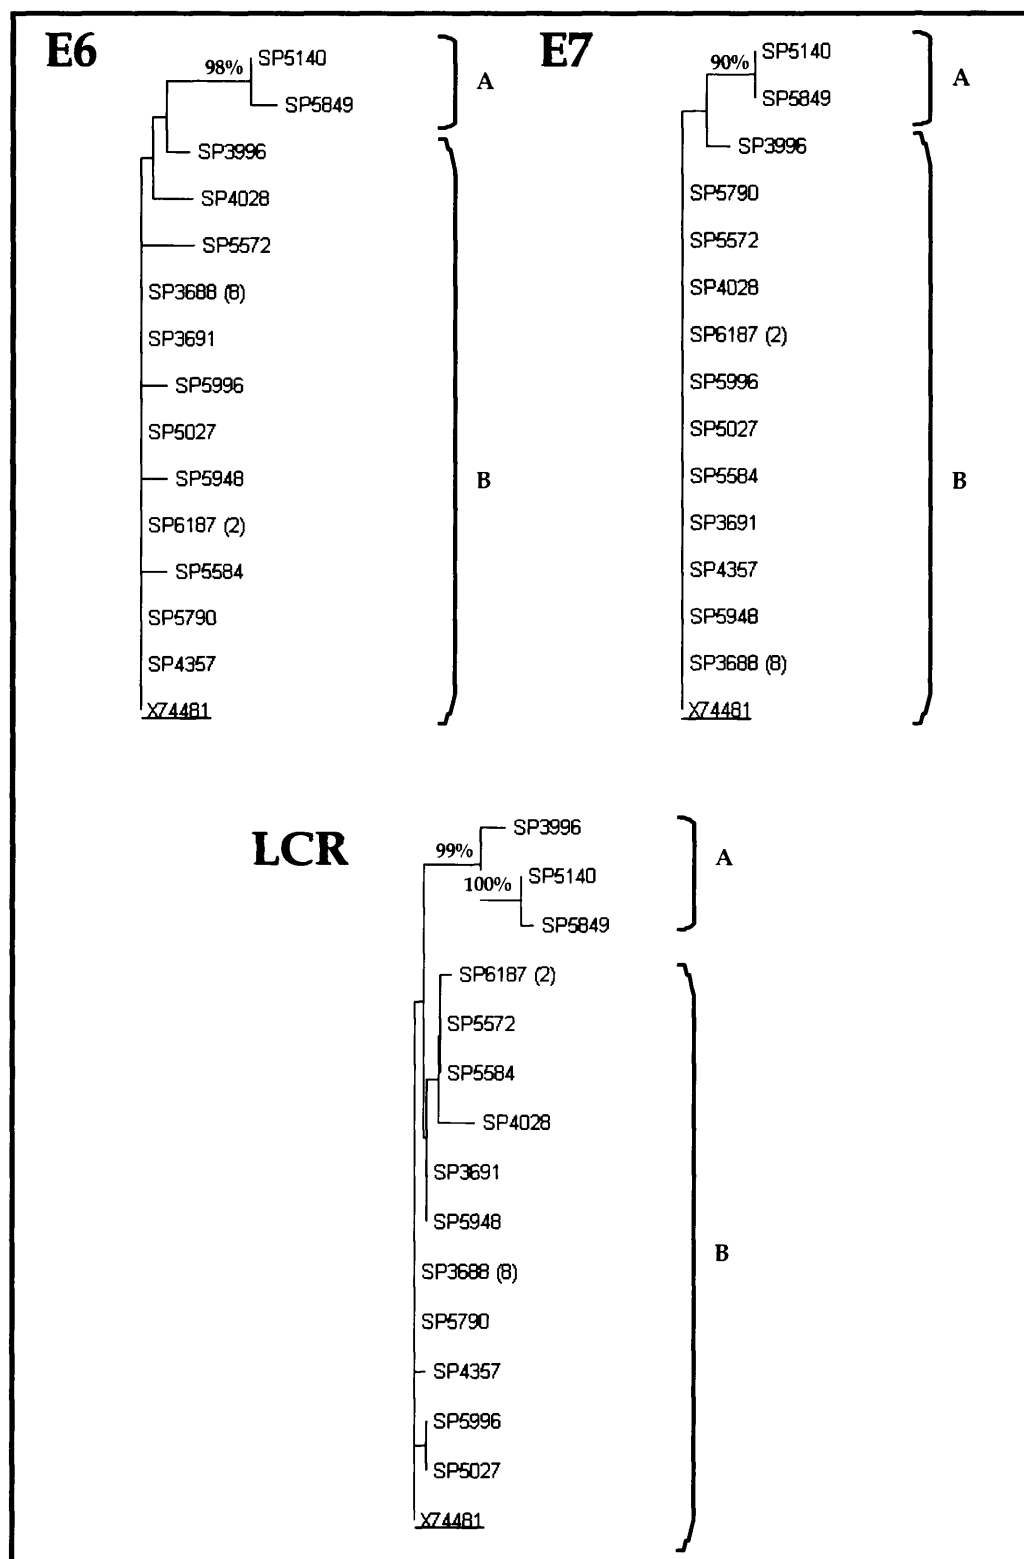 E6
98%
SP5140
SP5849
A
SP3996
SP4028
SP5572
SP3688 (8)
SP3691
SP5996
SP5027
SP5948
B
SP6187 (2)
SP5584
SP5790
SP4357
X74481
E7
90%
SP5140
SP5849
A
SP3996
SP5790
SP5572
SP4028
SP6187 (2)
SP5996
SP5027
SP5584
B
SP3691
SP4357
SP5948
SP3688 (8)
X74481
LCR
SP3996
99%
A
100%
SP5140
SP5849
SP6187 (2)
SP5572
SP5584
SP4028
SP3691
SP5948
B
SP3688 (8)
SP5790
SP4357
SP5996
SP5027
X74481